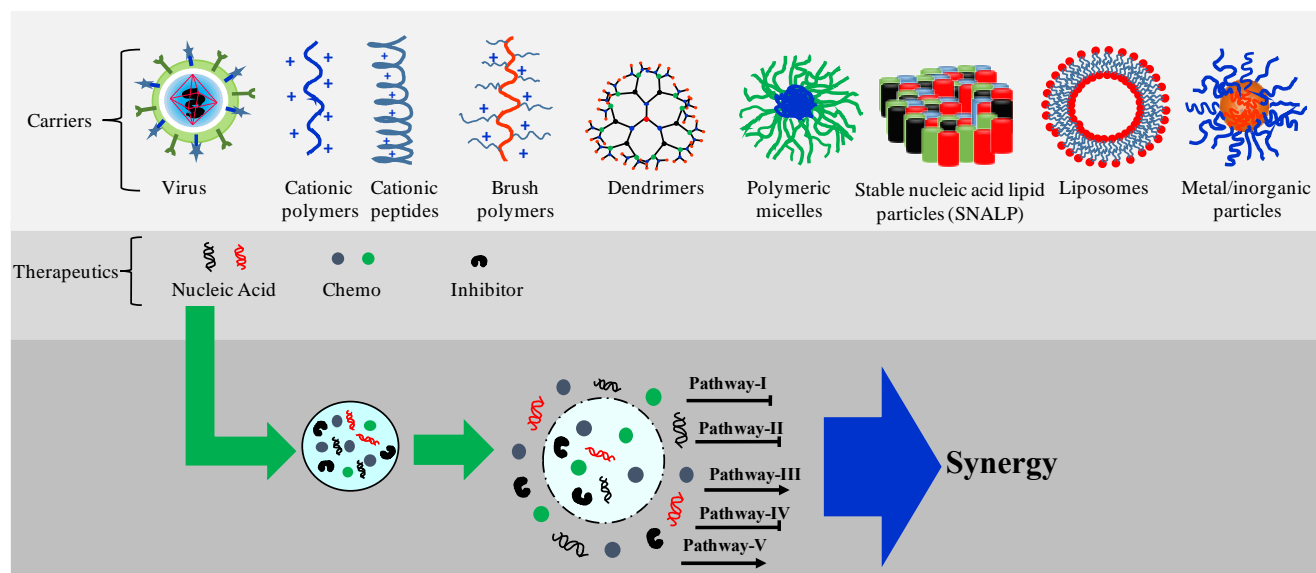 Carriers
Virus
Cationic
polymers
Cationic
peptides
Brush
polymers
Dendrimers
Polymeric
micelles
Stable nucleic acid lipid
particles (SNALP)
Liposomes
Metal/inorganic
particles
Therapeutics
Nucleic Acid
Chemo
Inhibitor
Pathway-I
Pathway-II
Pathway-III
Pathway-IV
Pathway-V
Synergy